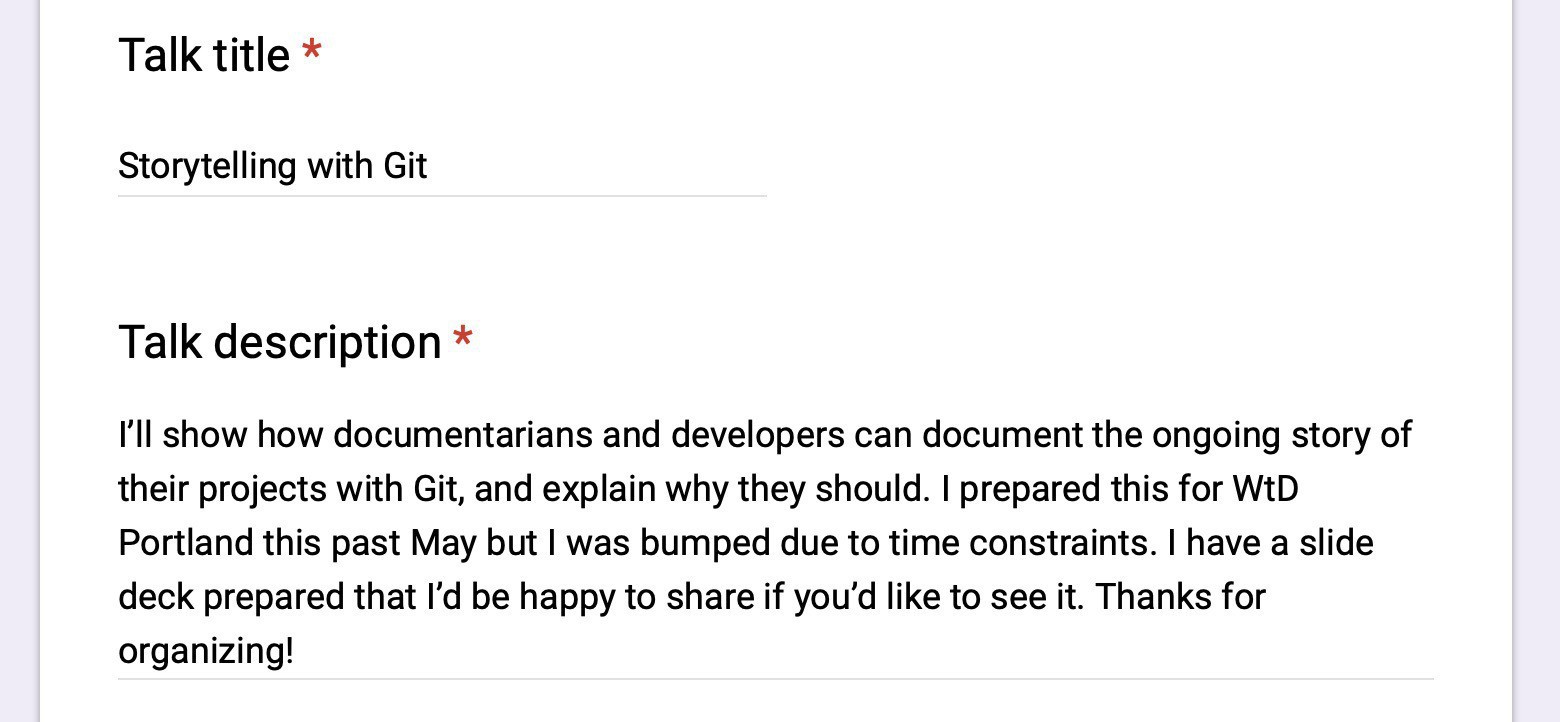 Talk title *
Storytelling with Git
Talk description *
I’ll show how documentarians and developers can document the ongoing story of
their projects with Git, and explain why they should. I prepared this for WtD
Portland this past May but I was bumped due to time constraints. I have a slide
deck prepared that I’d be happy to share if you’d like to see it. Thanks for
organizing!